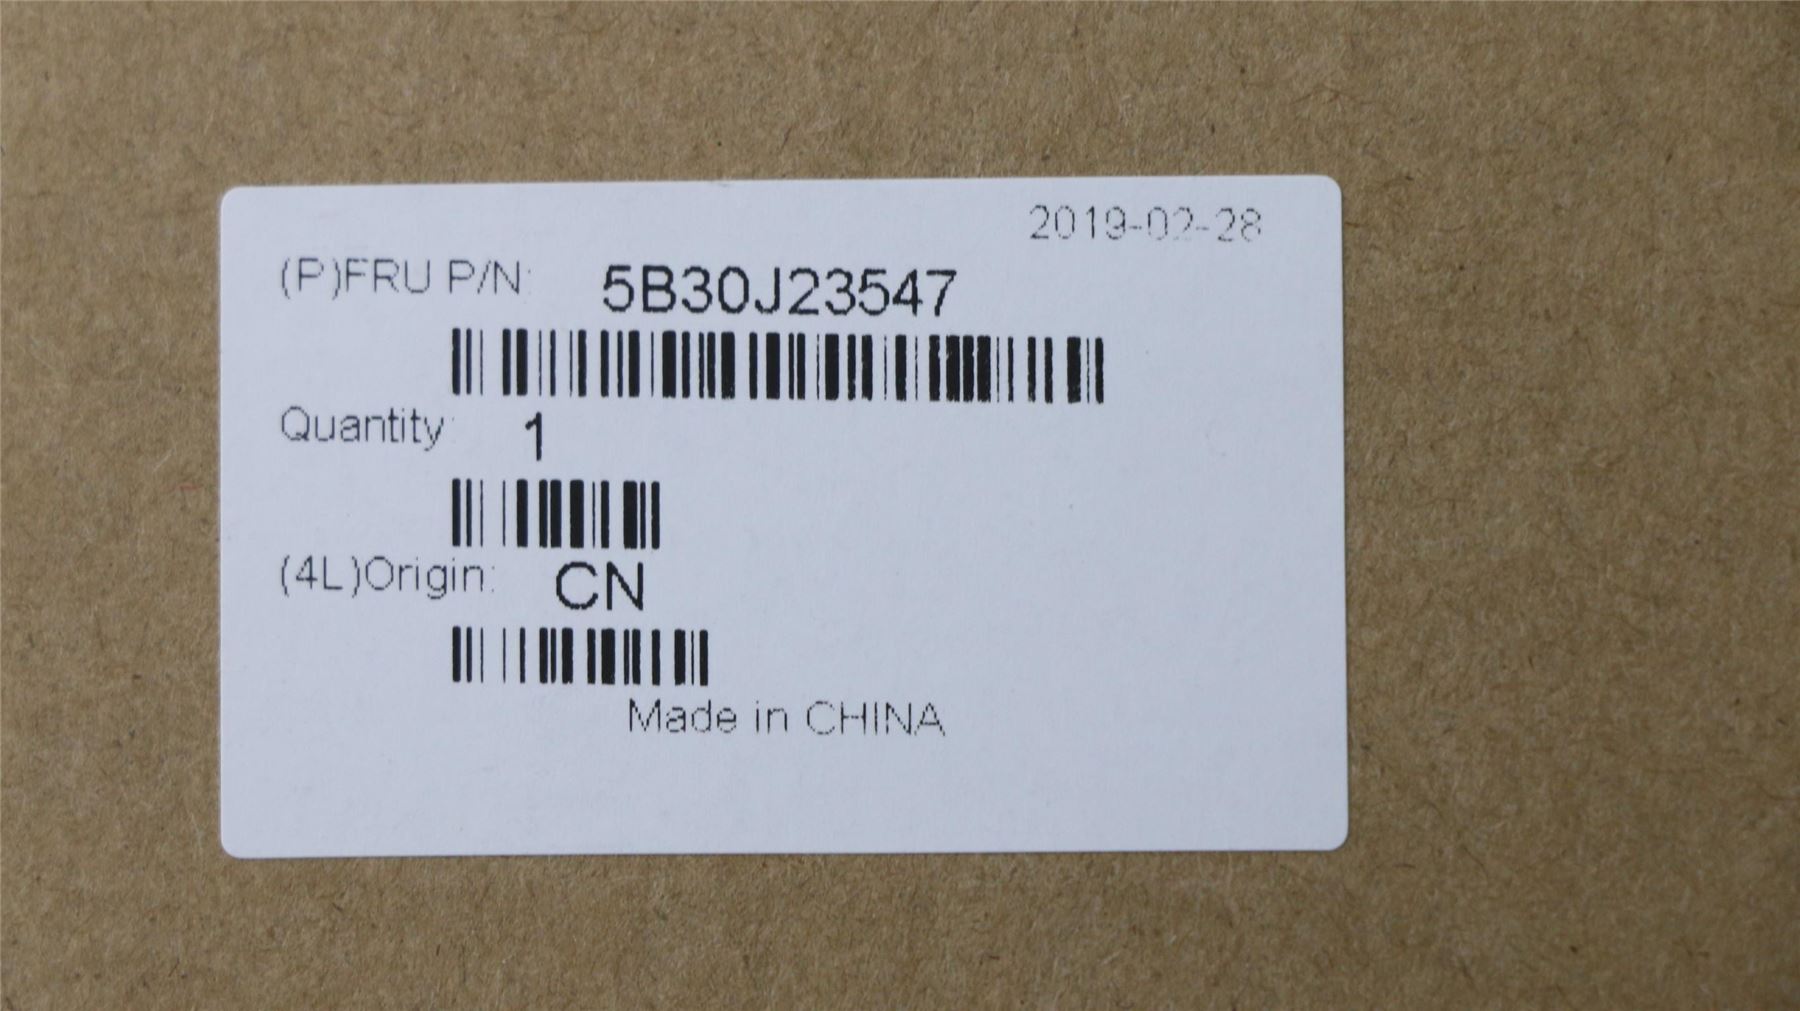 2019-02-28
(P)FRU P/N: 5B30J23547
Quantity: 1
(4L)Origin: CN
Made in CHINA